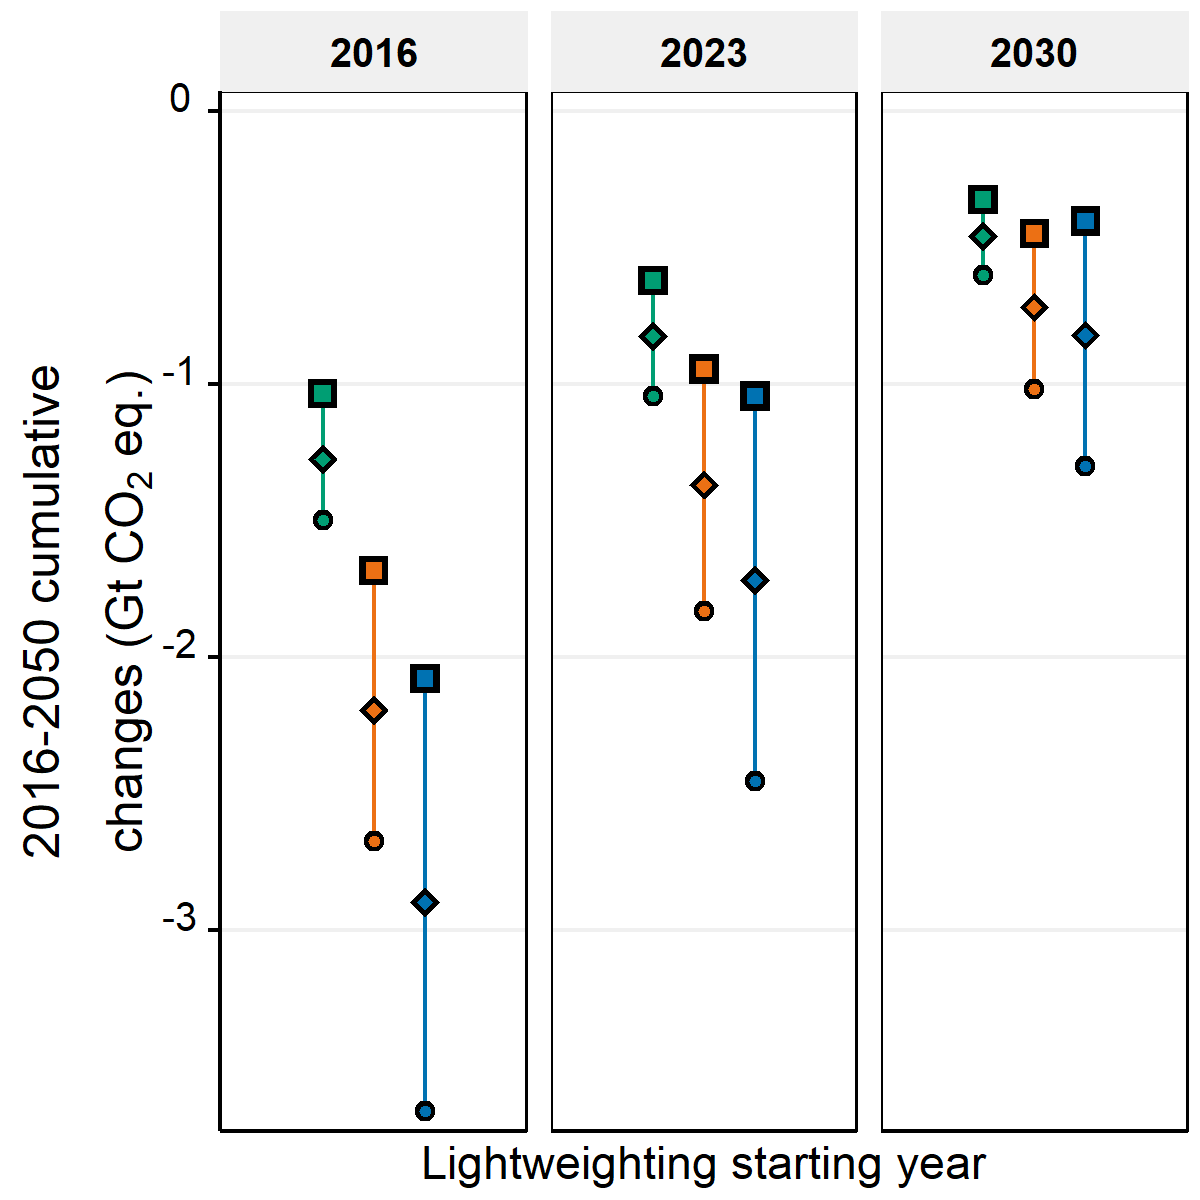 2016
2023
2030
0
-1
-2
-3
2016-2050 cumulative
changes (Gt CO₂ eq.)
Lightweighting starting year